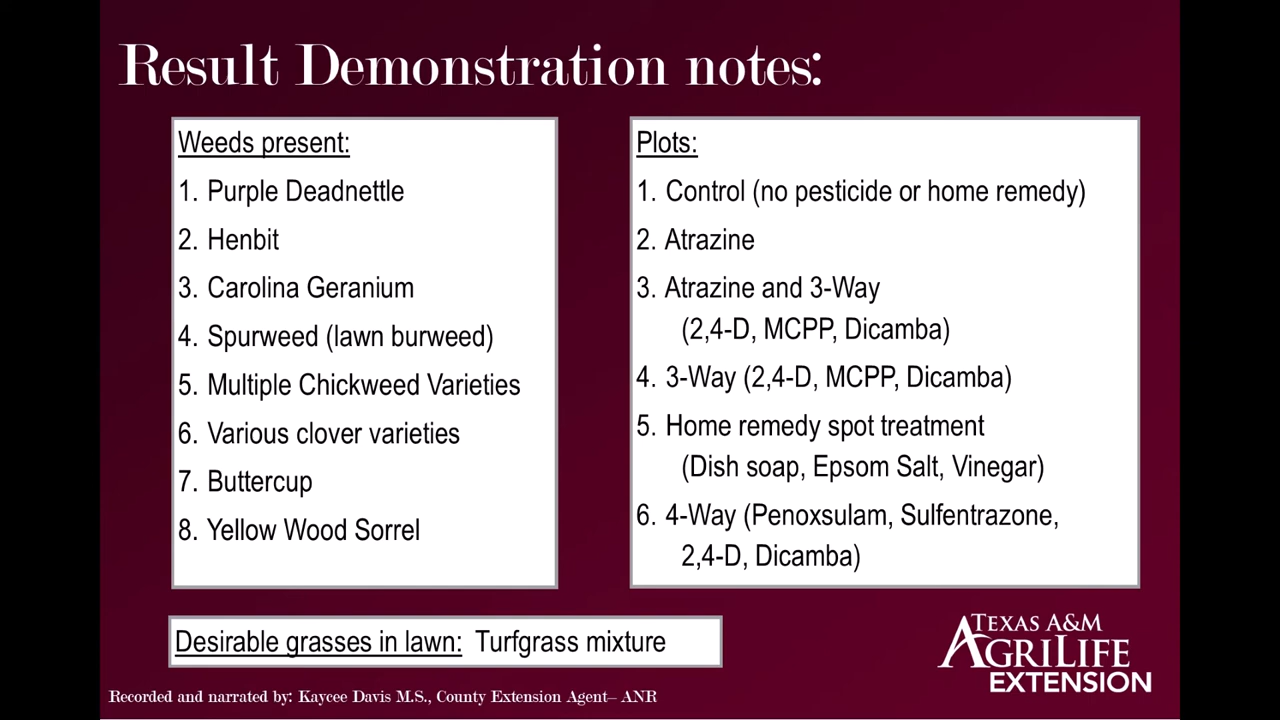 Result Demonstration notes:
Weeds present:
1. Purple Deadnettle
2. Henbit
3. Carolina Geranium
4. Spurweed (lawn burweed)
5. Multiple Chickweed Varieties
6. Various clover varieties
7. Buttercup
8. Yellow Wood Sorrel
Plots:
1. Control (no pesticide or home remedy)
2. Atrazine
3. Atrazine and 3-Way
(2,4-D, MCPP, Dicamba)
4. 3-Way (2,4-D, MCPP, Dicamba)
5. Home remedy spot treatment
(Dish soap, Epsom Salt, Vinegar)
6. 4-Way (Penoxsulam, Sulfentrazone,
2,4-D, Dicamba)
Desirable grasses in lawn: Turfgrass mixture
TEXAS A&M
AGRILIFE
EXTENSION
Recorded and narrated by: Kaycee Davis M.S., County Extension Agent– ANR